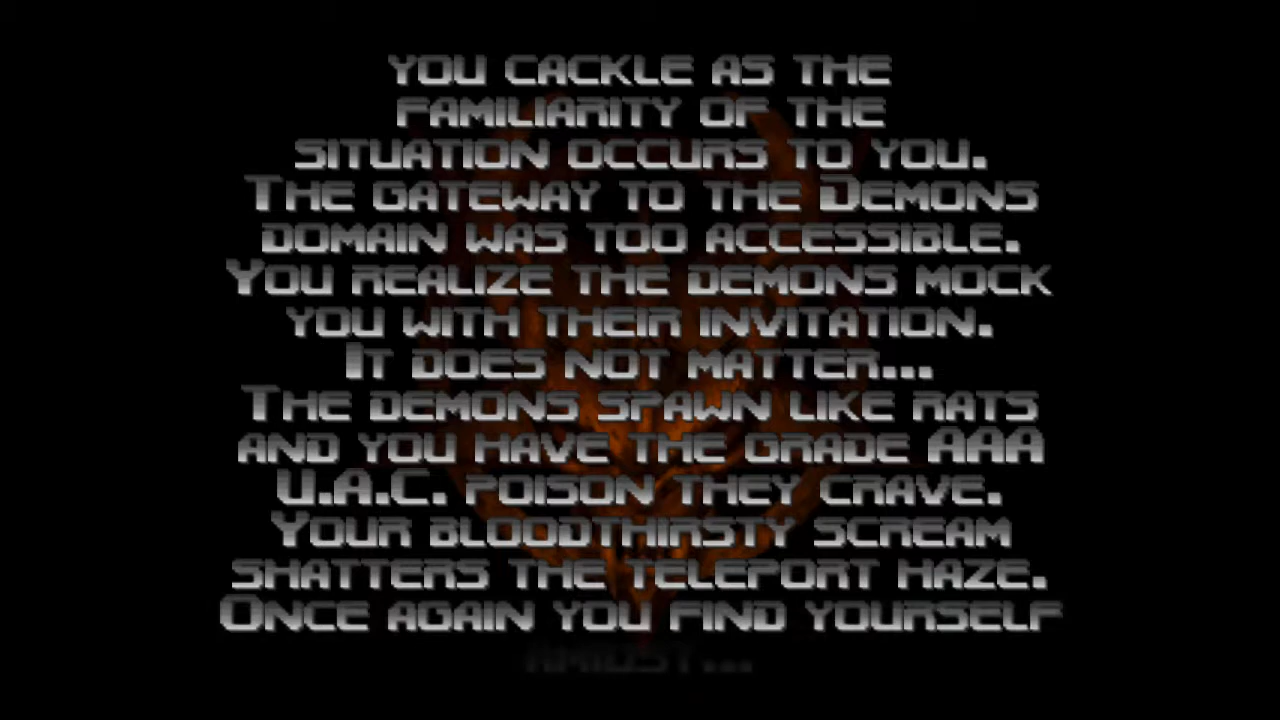 you cackle as the
familiarity of the
situation occurs to you.
The gateway to the Demons
domain was too accessible.
You realize the demons mock
you with their invitation.
It does not matter...
The demons spawn like rats
and you have the grade AAA
U.A.C. poison they crave.
Your bloodthirsty scream
shatters the teleport haze.
Once again you find yourself
amidst...